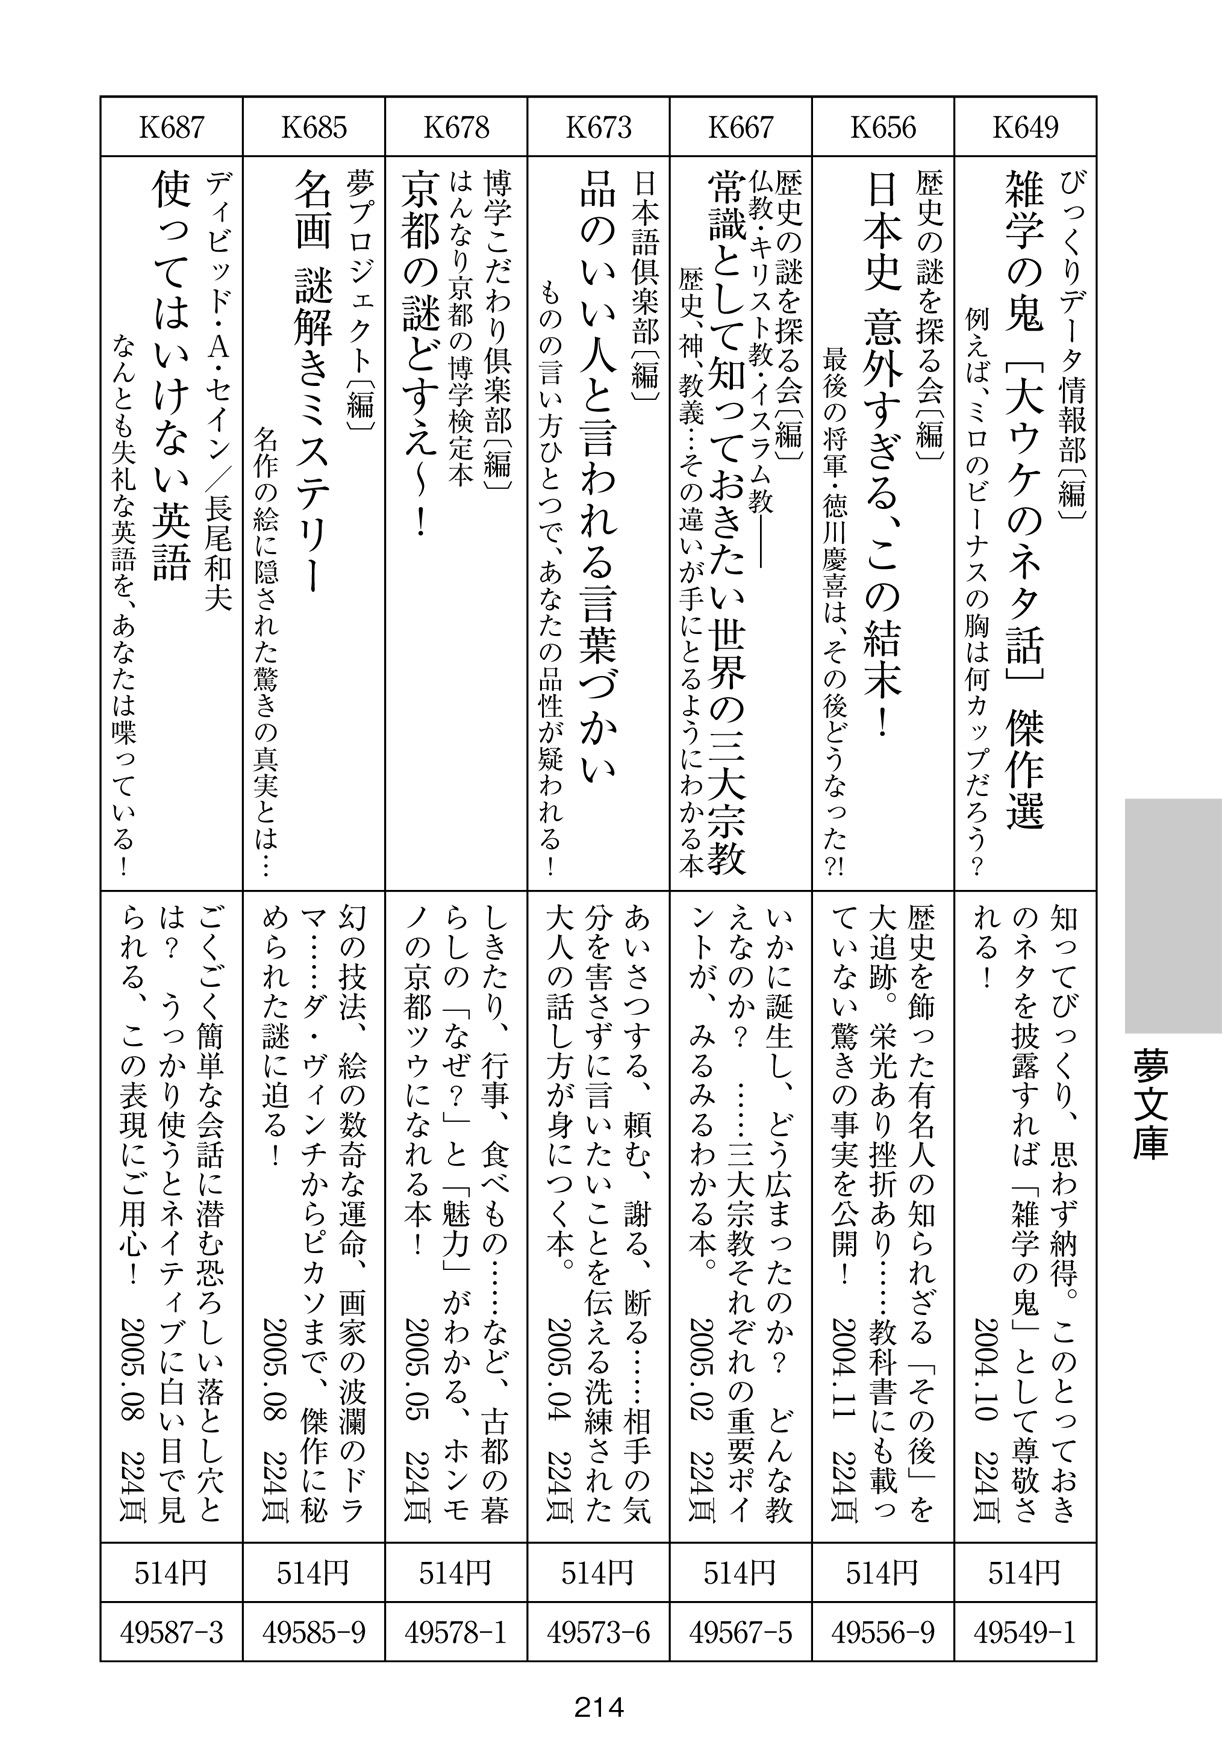 夢文庫
K649
びっくりデータ情報部〔編〕
雑学の鬼［大ウケのネタ話］傑作選
例えば、ミロのビーナスの胸は何カップだろう？
知ってびっくり、思わず納得。このとっておき
のネタを披露すれば「雑学の鬼」として尊敬さ
れる！
2004.10 224頁
514円
49549-1
K656
歴史の謎を探る会〔編〕
日本史 意外すぎる、この結末！
最後の将軍・徳川慶喜は、その後どうなった?!
歴史を飾った有名人の知られざる「その後」を
大追跡。栄光あり挫折あり……教科書にも載っ
ていない驚きの事実を公開！
2004.11 224頁
514円
49556-9
K667
歴史の謎を探る会〔編〕
仏教・キリスト教・イスラム教――
常識として知っておきたい世界の三大宗教
歴史、神、教義…その違いが手にとるようにわかる本
いかに誕生し、どう広まったのか？ どんな教
えなのか？ ……三大宗教それぞれの重要ポイ
ントが、みるみるわかる本。
2005.02 224頁
514円
49567-5
K673
日本語倶楽部〔編〕
品のいい人と言われる言葉づかい
ものの言い方ひとつで、あなたの品性が疑われる！
あいさつする、頼む、謝る、断る……相手の気
分を害さずに言いたいことを伝える洗練された
大人の話し方が身につく本。
2005.04 224頁
514円
49573-6
K678
博学こだわり倶楽部〔編〕
はんなり京都の博学検定本
京都の謎どすえ〜！
しきたり、行事、食べもの……など、古都の暮
らしの「なぜ？」と「魅力」がわかる、ホンモ
ノの京都ツウになれる本！
2005.05 224頁
514円
49578-1
K685
夢プロジェクト〔編〕
名画 謎解きミステリー
名作の絵に隠された驚きの真実とは…
幻の技法、絵の数奇な運命、画家の波瀾のドラ
マ……ダ・ヴィンチからピカソまで、傑作に秘
められた謎に迫る！
2005.08 224頁
514円
49585-9
K687
ディビッド・A・セイン／長尾和夫
使ってはいけない英語
なんとも失礼な英語を、あなたは喋っている！
ごくごく簡単な会話に潜む恐ろしい落とし穴と
は？ うっかり使うとネイティブに白い目で見
られる、この表現にご用心！
2005.08 224頁
514円
49587-3
214